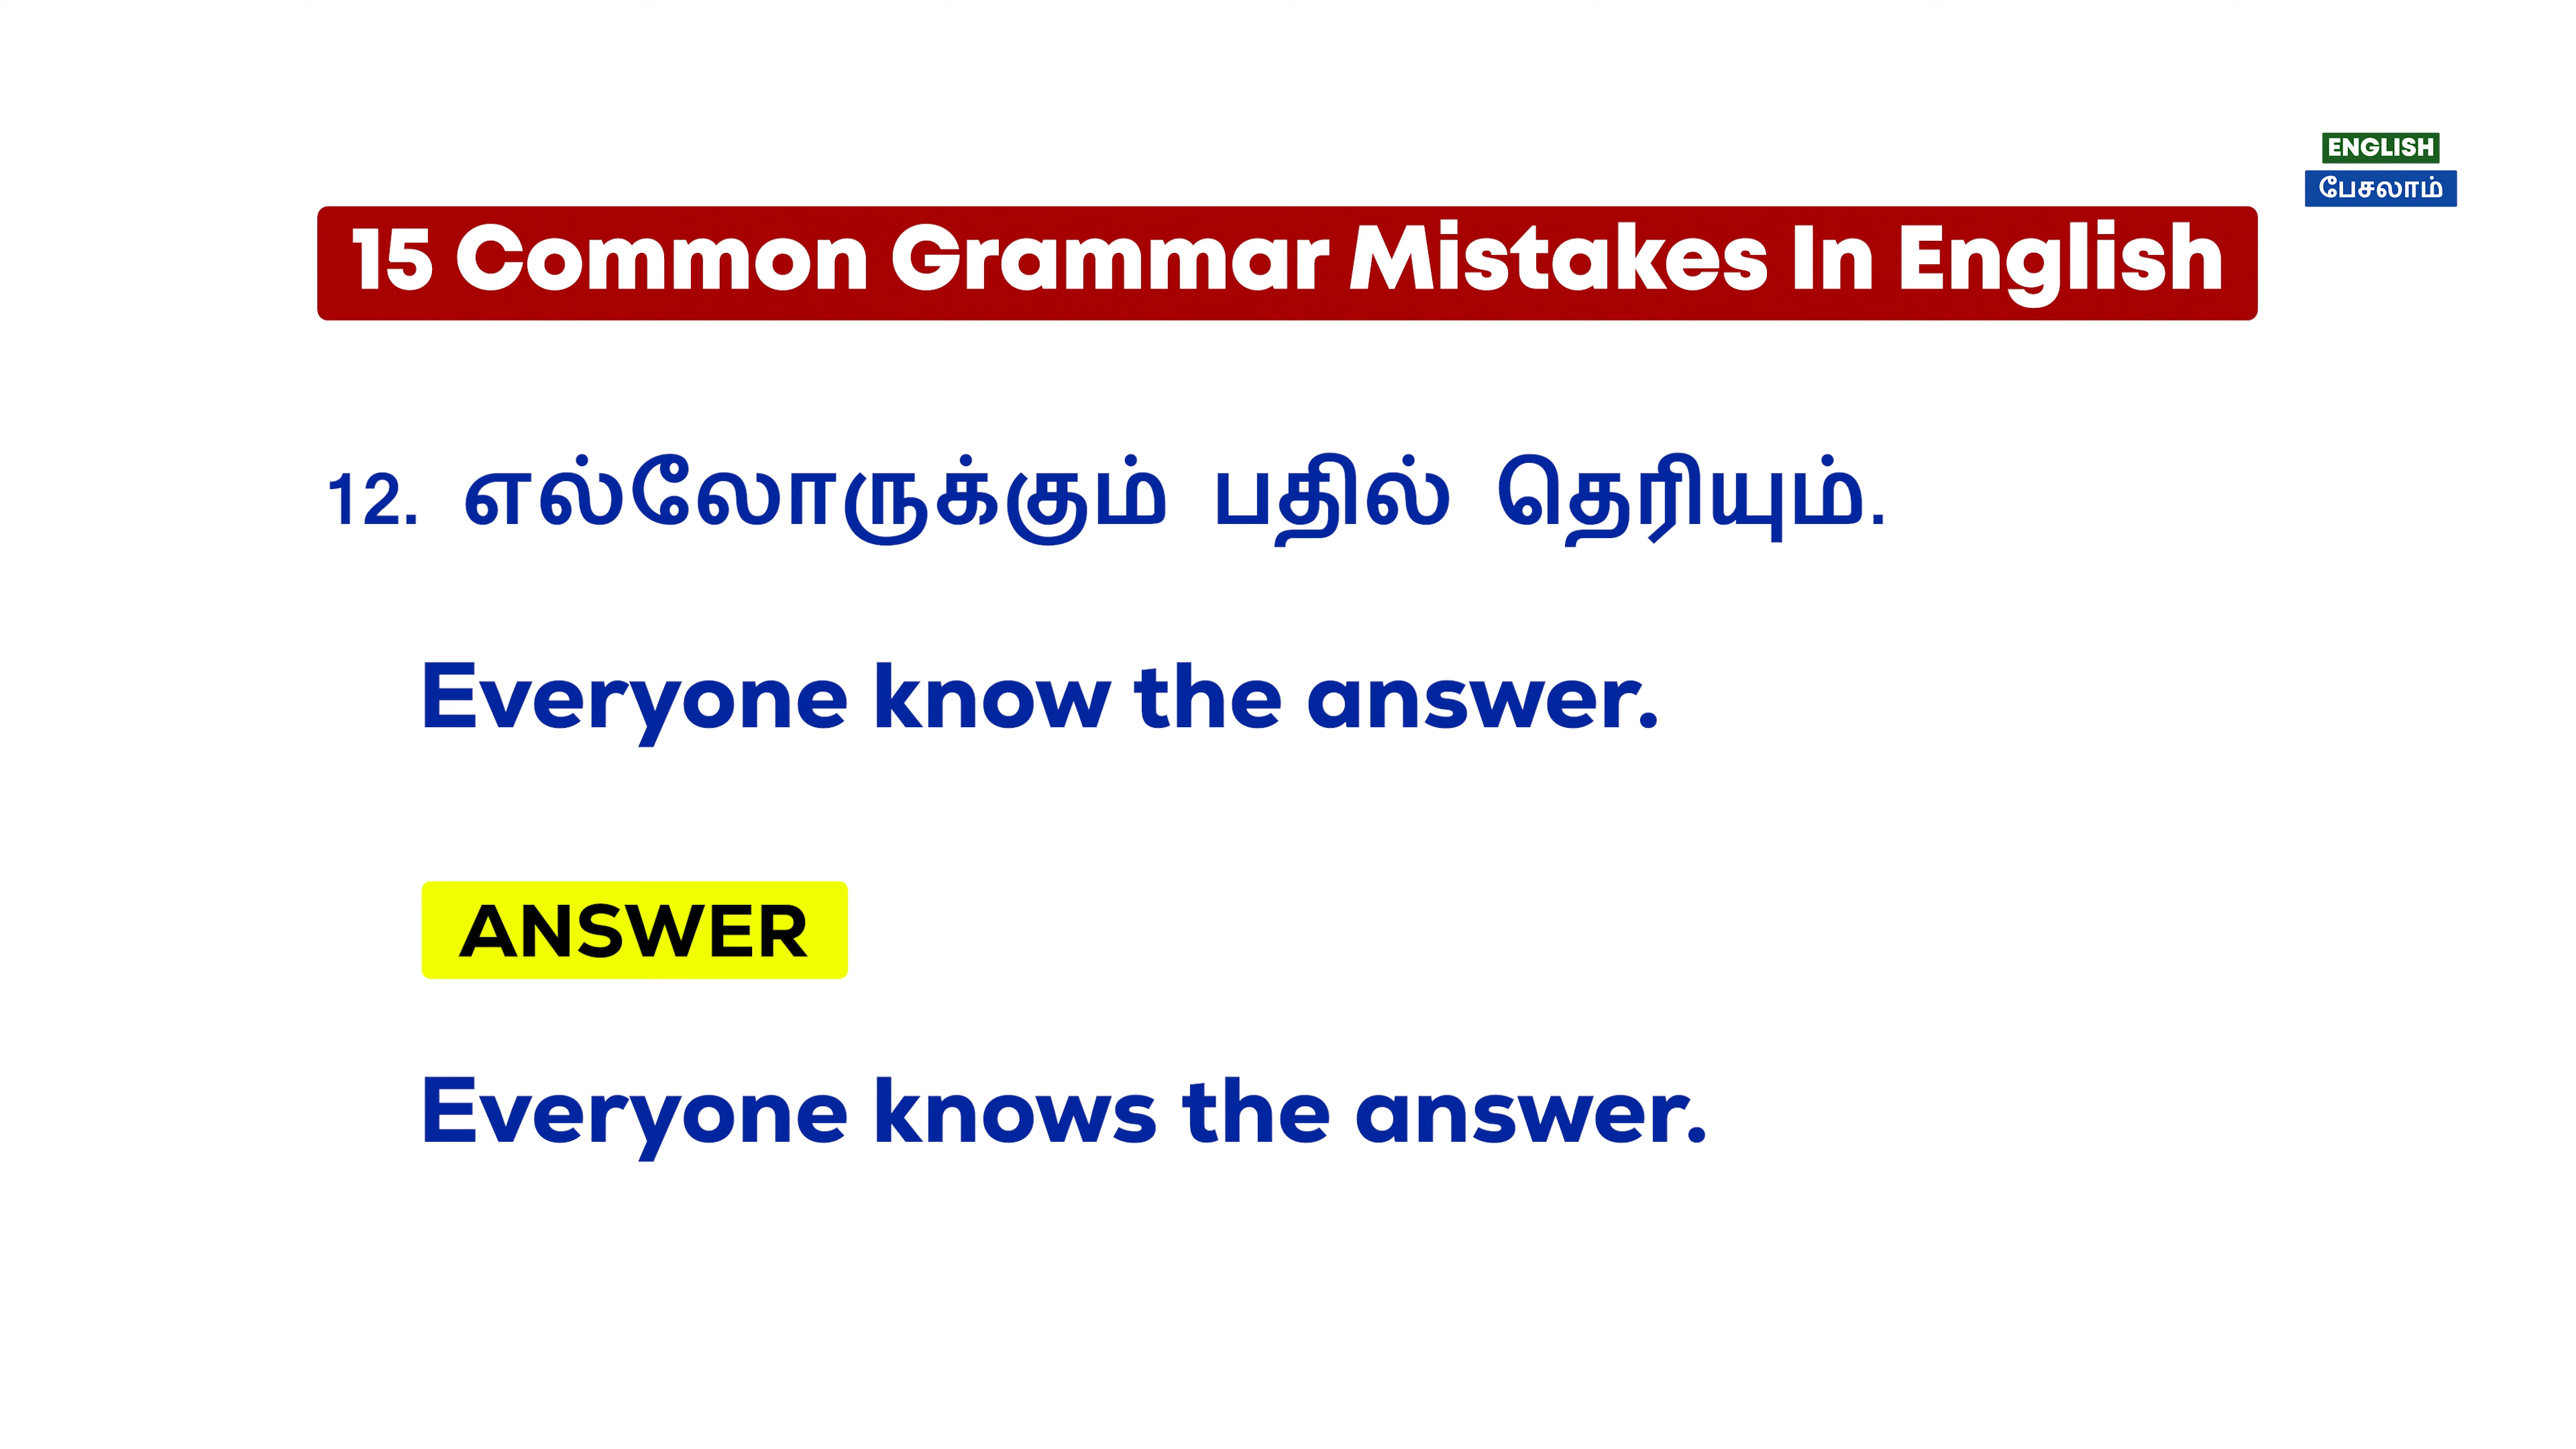 ENGLISH
பேசலாம்
15 Common Grammar Mistakes In English
12. எல்லோருக்கும் பதில் தெரியும்.
Everyone know the answer.
ANSWER
Everyone knows the answer.